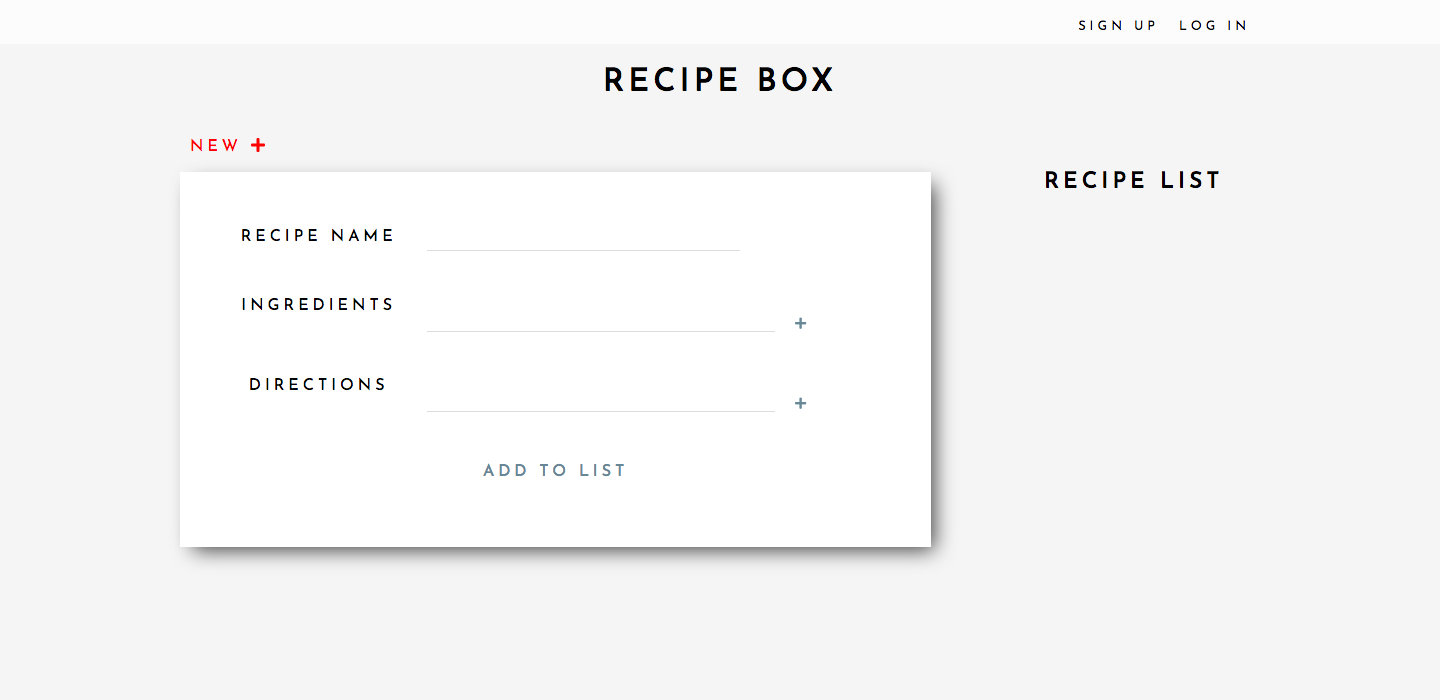 SIGN UP LOG IN
RECIPE BOX
NEW +
RECIPE LIST
RECIPE NAME
INGREDIENTS
+
DIRECTIONS
+
ADD TO LIST